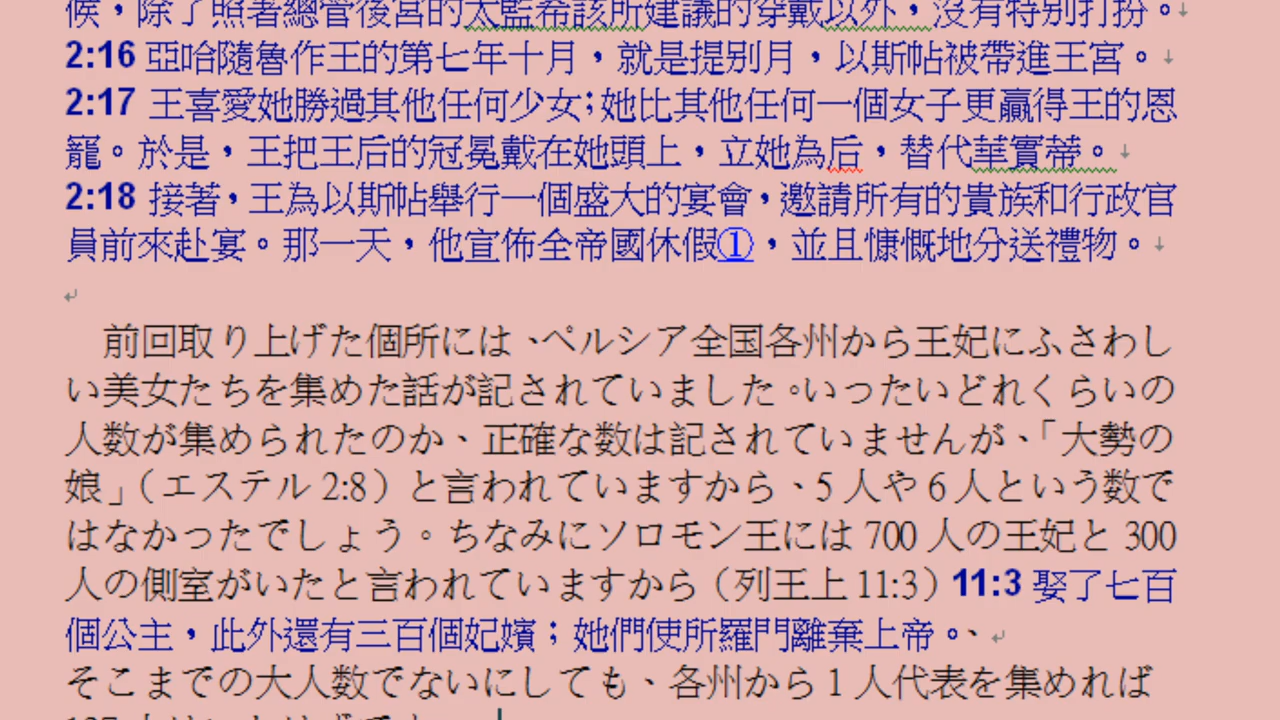 候，除了照著總管後宮的太監希該所建議的穿戴以外，沒有特別打扮。
2:16 亞哈隨魯作王的第七年十月，就是提別月，以斯帖被帶進王宮。
2:17 王喜愛她勝過其他任何少女；她比其他任何一個女子更贏得王的恩
寵。於是，王把王后的冠冕戴在她頭上，立她為后，替代華實蒂。
2:18 接著，王為以斯帖舉行一個盛大的宴會，邀請所有的貴族和行政官
員前來赴宴。那一天，他宣佈全帝國休假①，並且慷慨地分送禮物。
前回取り上げた個所には、ペルシア全国各州から王妃にふさわし
い美女たちを集めた話が記されていました。いったいどれくらいの
人数が集められたのか、正確な数は記されていませんが、「大勢の
娘」（エステル 2:8）と言われていますから、5 人や 6 人という数で
はなかったでしょう。ちなみにソロモン王には 700 人の王妃と 300
人の側室がいたと言われていますから（列王上 11:3）11:3 娶了七百
個公主，此外還有三百個妃嬪；她們使所羅門離棄上帝。、
そこまでの大人数でないにしても、各州から 1 人代表を集めれば